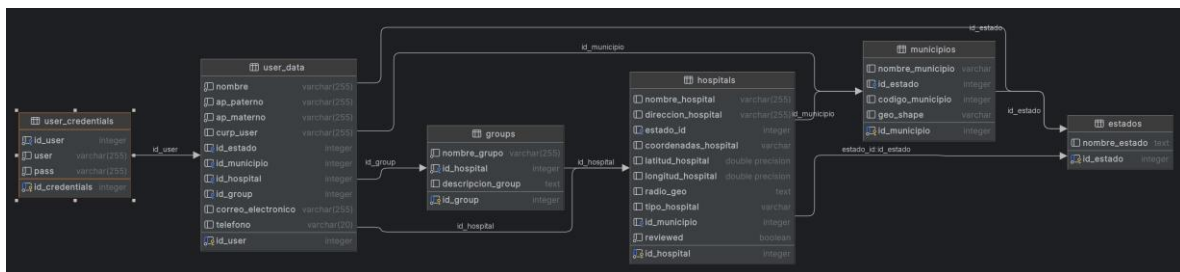 user_credentials
id_user integer
user varchar(255)
pass varchar(255)
id_credentials integer
id_user
user_data
nombre varchar(255)
ap_paterno varchar(255)
ap_materno varchar(255)
curp_user varchar(255)
id_estado integer
id_municipio integer
id_hospital integer
id_group integer
correo_electronico varchar(255)
telefono varchar(20)
id_user integer
id_group
id_hospital
id_municipio
id_estado
groups
nombre_grupo varchar(255)
id_hospital integer
descripcion_group text
id_group integer
id_hospital
hospitals
nombre_hospital varchar(255)
direccion_hospital varchar(255)
estado_id integer
coordenadas_hospital varchar
latitud_hospital double precision
longitud_hospital double precision
radio_geo text
tipo_hospital varchar
id_municipio integer
reviewed boolean
id_hospital integer
id_municipio
estado_id:id_estado
municipios
nombre_municipio varchar
id_estado integer
codigo_municipio integer
geo_shape varchar
id_municipio integer
id_estado
estados
nombre_estado text
id_estado integer